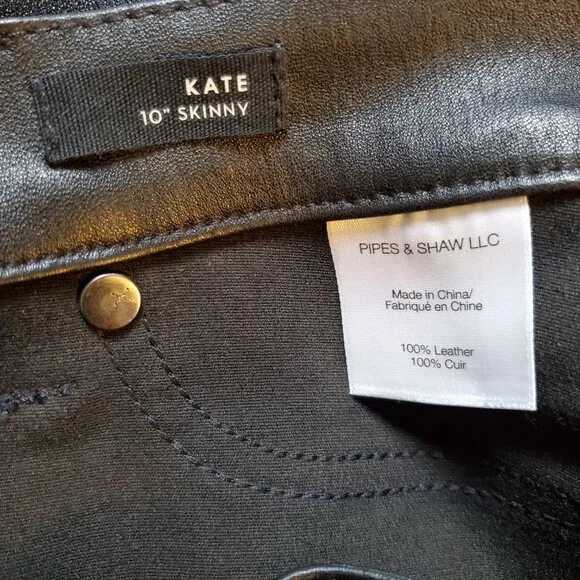 KATE
10" SKINNY
PIPES & SHAW LLC
Made in China/
Fabriqué en Chine
100% Leather
100% Cuir